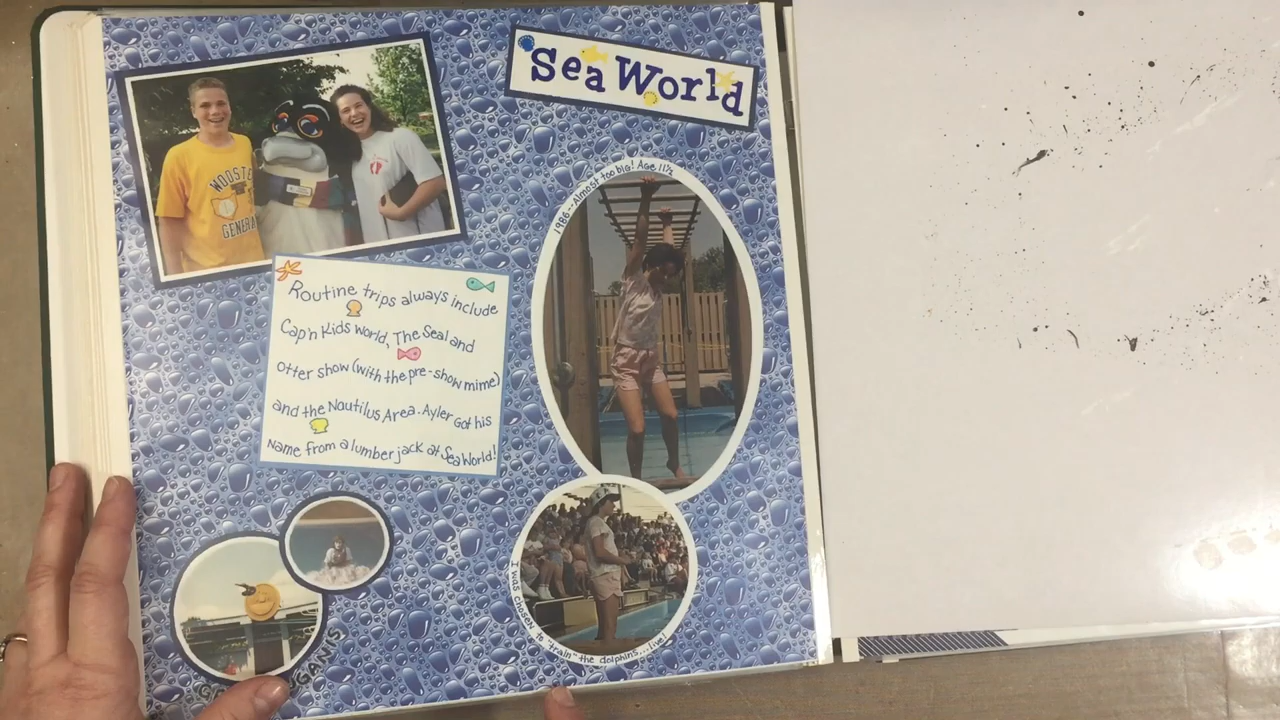 Sea World
WOOSTE
GENERA
1986--Almost too big! Age 11½
Routine trips always include
Cap'n Kids World, The Seal and
otter show (with the pre-show mime)
and the Nautilus Area-Ayler got his
name from a lumberjack at Sea World!
I was chosen to "train" the dolphins...live!